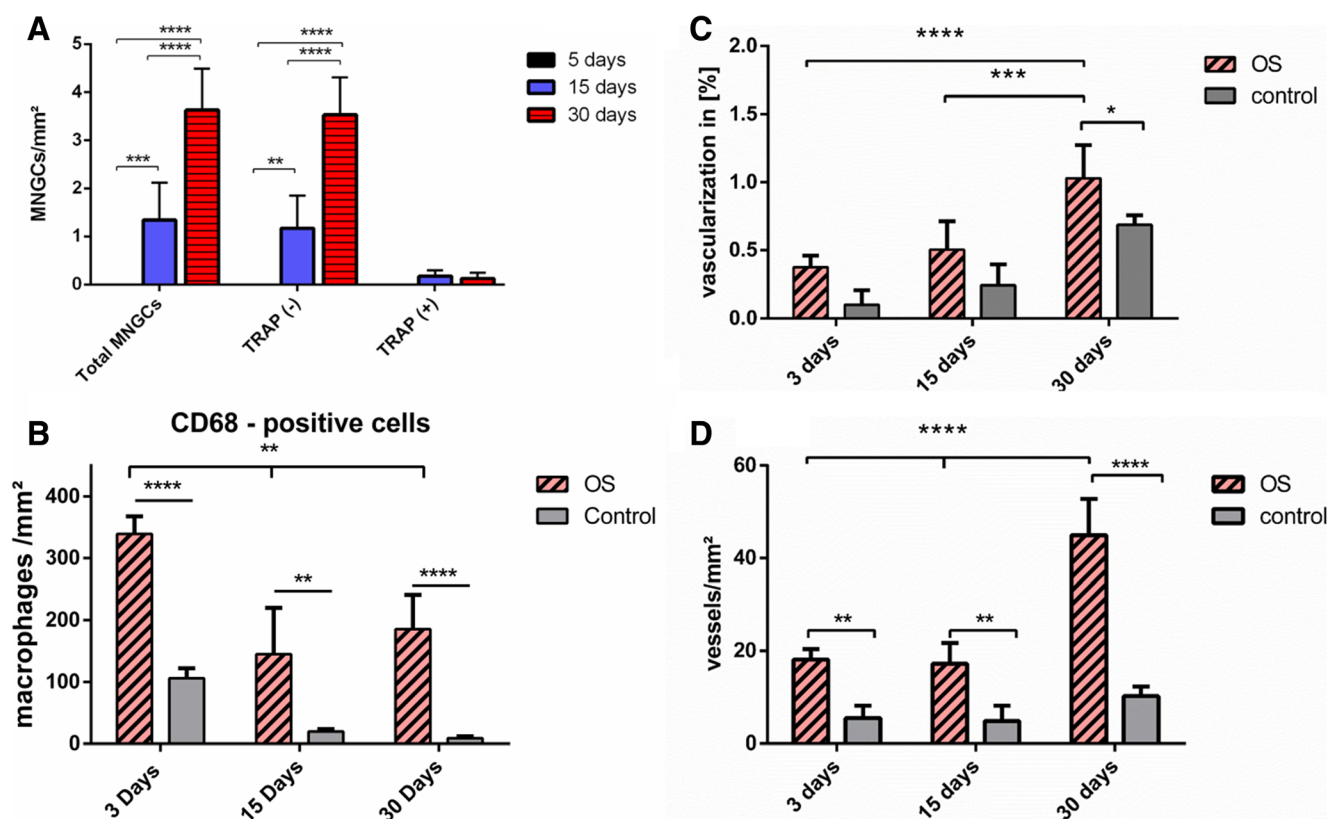 A
****
****
****
****
***
**
5
4
3
2
1
0
MNGCs/mm²
Total MNGCs
TRAP (-)
TRAP (+)
5 days
15 days
30 days
B
CD68 - positive cells
**
****
**
****
400
300
200
100
0
macrophages /mm²
3 Days
15 Days
30 Days
OS
Control
C
****
***
*
2.0
1.5
1.0
0.5
0.0
vascularization in [%]
3 days
15 days
30 days
OS
control
D
****
****
**
**
60
40
20
0
vessels/mm²
3 days
15 days
30 days
OS
control